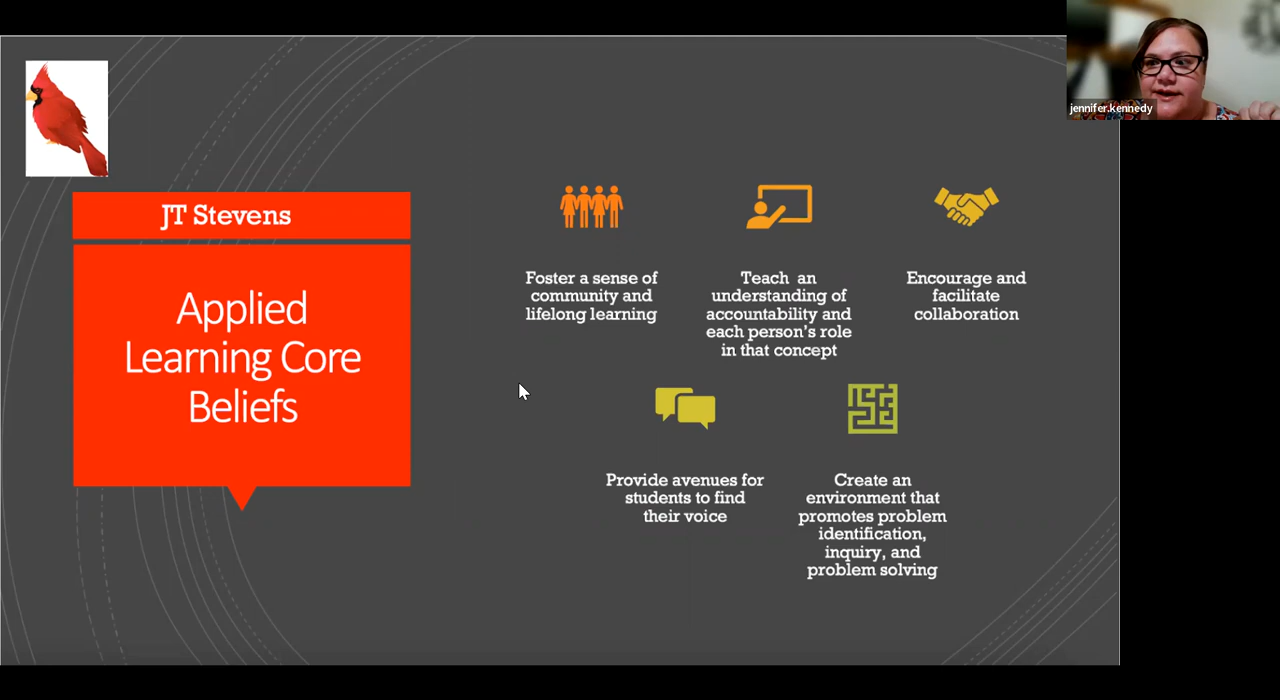 jennifer.kennedy
JT Stevens
Applied
Learning Core
Beliefs
Foster a sense of
community and
lifelong learning
Teach an
understanding of
accountability and
each person's role
in that concept
Encourage and
facilitate
collaboration
Provide avenues for
students to find
their voice
Create an
environment that
promotes problem
identification,
inquiry, and
problem solving